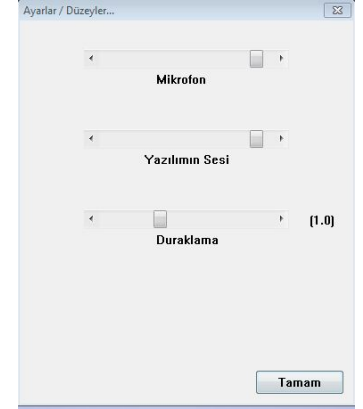 Ayarlar / Düzeyler...
Mikrofon
Yazılımın Sesi
(1.0)
Duraklama
Tamam